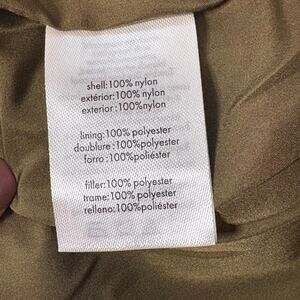 shell:100% nylon
extérior:100% nylon
exterior:100%nylon
lining:100% polyester
doublure:100% polyester
forro:100% poliéster
filler:100% polyester
trame:100% polyester
relleno:100%poliéster